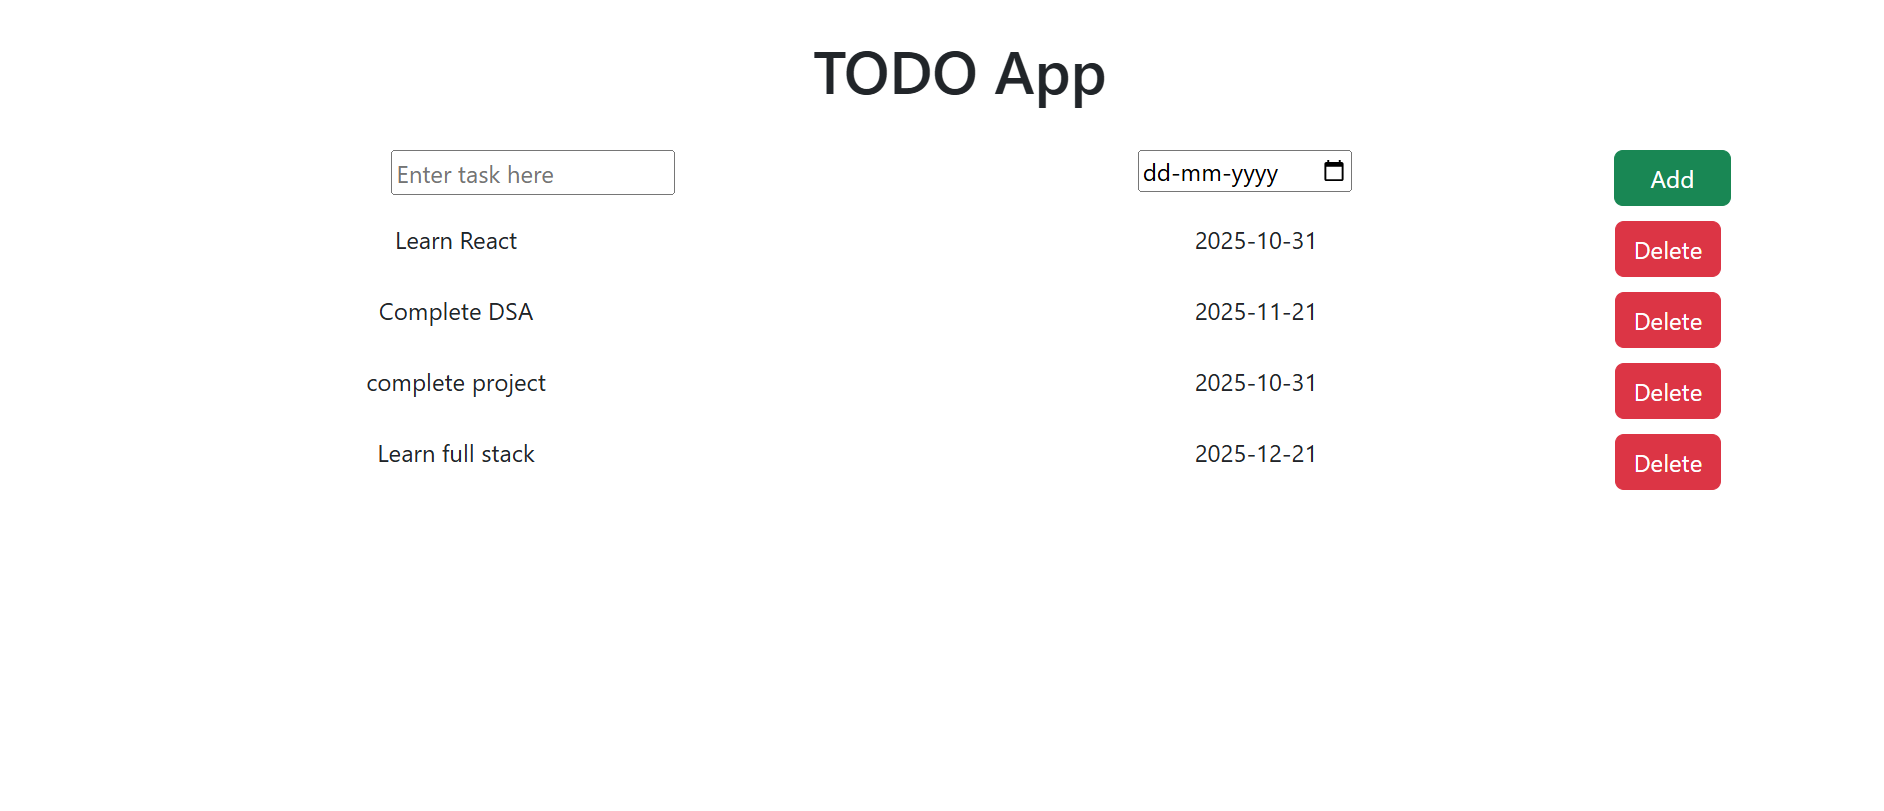 TODO App
Enter task here dd-mm-yyyy Add
Learn React 2025-10-31 Delete
Complete DSA 2025-11-21 Delete
complete project 2025-10-31 Delete
Learn full stack 2025-12-21 Delete